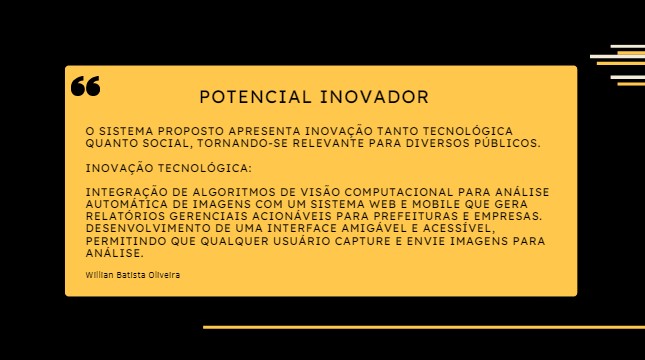 POTENCIAL INOVADOR
O SISTEMA PROPOSTO APRESENTA INOVAÇÃO TANTO TECNOLÓGICA
QUANTO SOCIAL, TORNANDO-SE RELEVANTE PARA DIVERSOS PÚBLICOS.
INOVAÇÃO TECNOLÓGICA:
INTEGRAÇÃO DE ALGORITMOS DE VISÃO COMPUTACIONAL PARA ANÁLISE
AUTOMÁTICA DE IMAGENS COM UM SISTEMA WEB E MOBILE QUE GERA
RELATÓRIOS GERENCIAIS ACIONÁVEIS PARA PREFEITURAS E EMPRESAS.
DESENVOLVIMENTO DE UMA INTERFACE AMIGÁVEL E ACESSÍVEL,
PERMITINDO QUE QUALQUER USUÁRIO CAPTURE E ENVIE IMAGENS PARA
ANÁLISE.
Willian Batista Oliveira